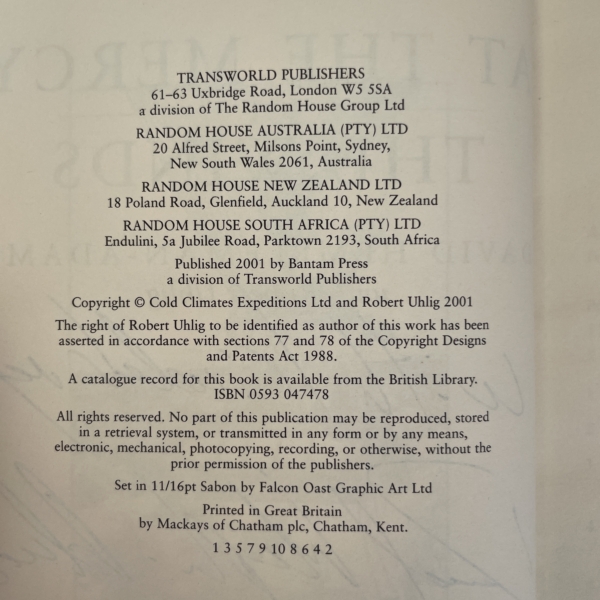 TRANSWORLD PUBLISHERS
61–63 Uxbridge Road, London W5 5SA
a division of The Random House Group Ltd
RANDOM HOUSE AUSTRALIA (PTY) LTD
20 Alfred Street, Milsons Point, Sydney,
New South Wales 2061, Australia
RANDOM HOUSE NEW ZEALAND LTD
18 Poland Road, Glenfield, Auckland 10, New Zealand
RANDOM HOUSE SOUTH AFRICA (PTY) LTD
Endulini, 5a Jubilee Road, Parktown 2193, South Africa
Published 2001 by Bantam Press
a division of Transworld Publishers
Copyright © Cold Climates Expeditions Ltd and Robert Uhlig 2001
The right of Robert Uhlig to be identified as author of this work has been
asserted in accordance with sections 77 and 78 of the Copyright Designs
and Patents Act 1988.
A catalogue record for this book is available from the British Library.
ISBN 0593 047478
All rights reserved. No part of this publication may be reproduced, stored
in a retrieval system, or transmitted in any form or by any means,
electronic, mechanical, photocopying, recording, or otherwise, without the
prior permission of the publishers.
Set in 11/16pt Sabon by Falcon Oast Graphic Art Ltd
Printed in Great Britain
by Mackays of Chatham plc, Chatham, Kent.
1 3 5 7 9 10 8 6 4 2